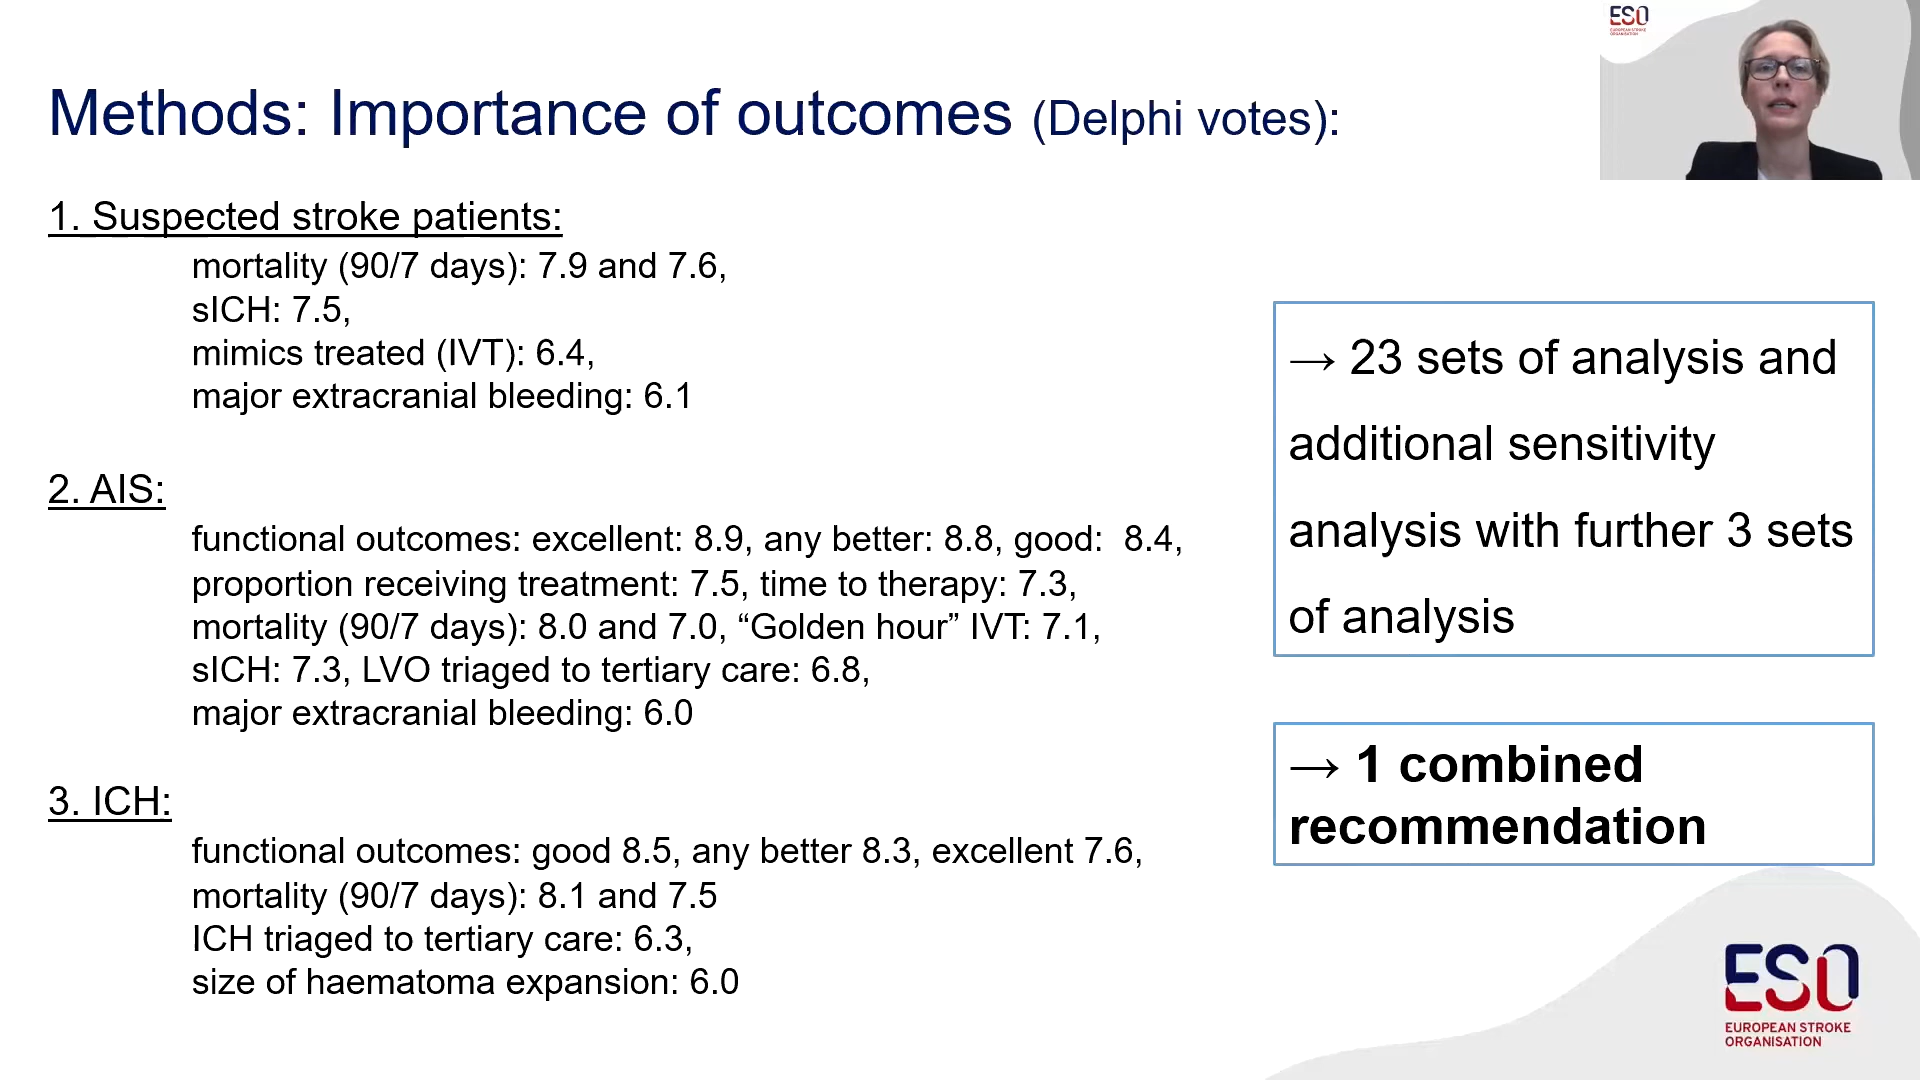 ESO
EUROPEAN STROKE
ORGANISATION
Methods: Importance of outcomes (Delphi votes):
1. Suspected stroke patients:
mortality (90/7 days): 7.9 and 7.6,
sICH: 7.5,
mimics treated (IVT): 6.4,
major extracranial bleeding: 6.1
2. AIS:
functional outcomes: excellent: 8.9, any better: 8.8, good:  8.4,
proportion receiving treatment: 7.5, time to therapy: 7.3,
mortality (90/7 days): 8.0 and 7.0, “Golden hour” IVT: 7.1,
sICH: 7.3, LVO triaged to tertiary care: 6.8,
major extracranial bleeding: 6.0
3. ICH:
functional outcomes: good 8.5, any better 8.3, excellent 7.6,
mortality (90/7 days): 8.1 and 7.5
ICH triaged to tertiary care: 6.3,
size of haematoma expansion: 6.0
→ 23 sets of analysis and
additional sensitivity
analysis with further 3 sets
of analysis
→ 1 combined
recommendation
ESO
EUROPEAN STROKE
ORGANISATION